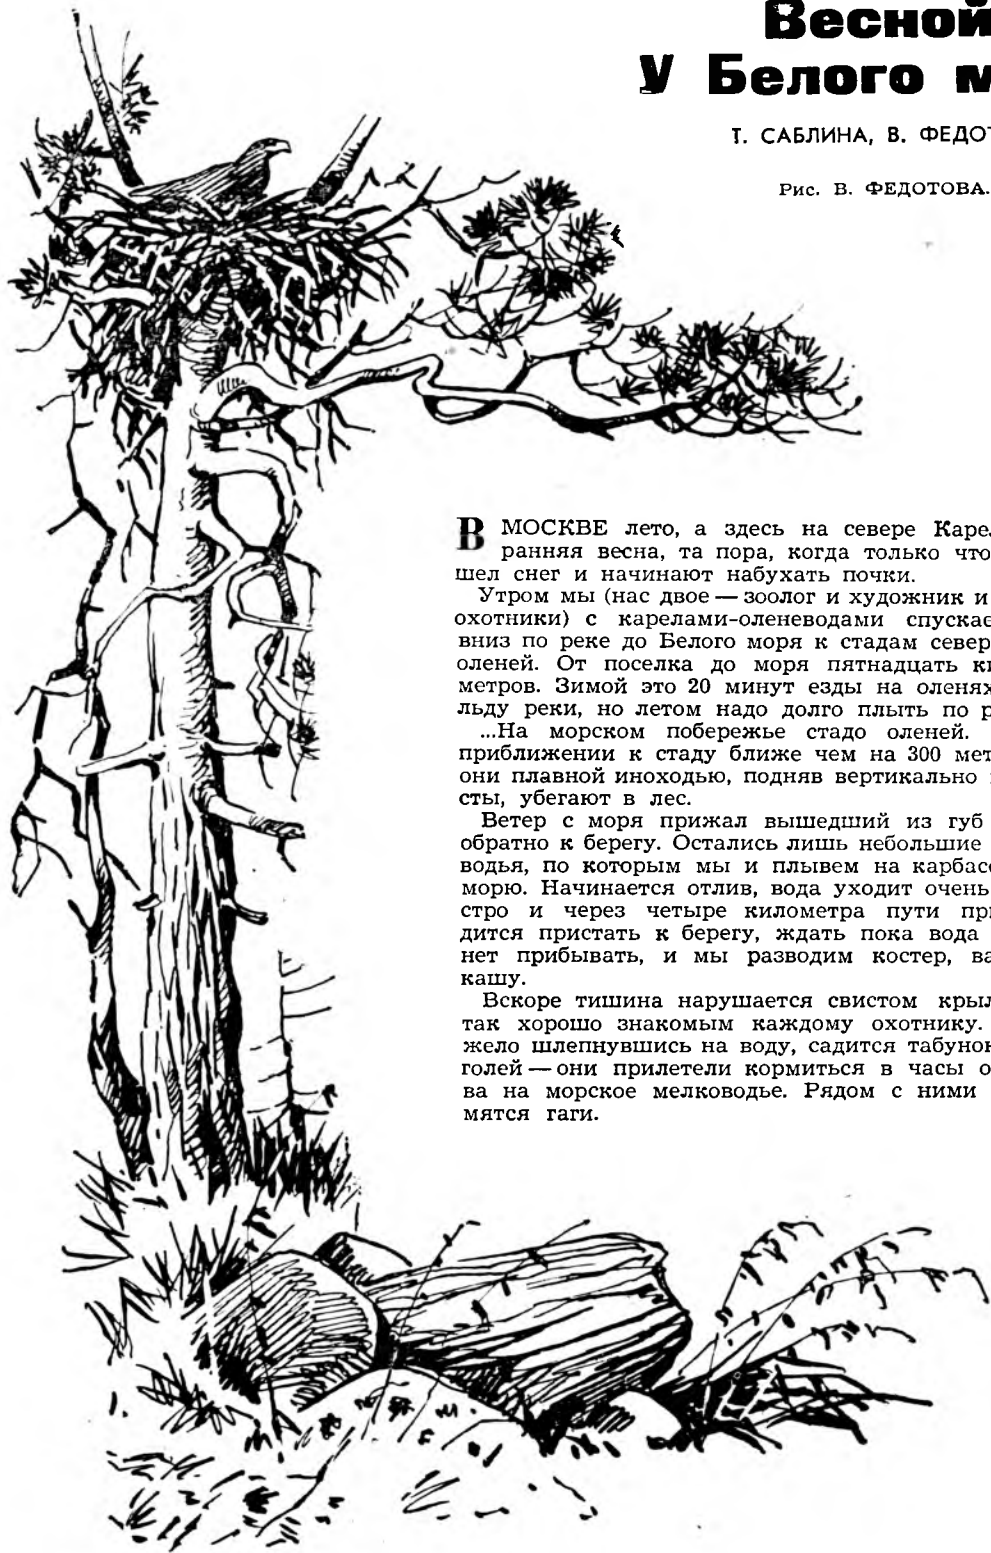 Весной
У Белого м
Т. САБЛИНА, В. ФЕДОТ
Рис. В. ФЕДОТОВА.
В МОСКВЕ лето, а здесь на севере Каре
ранняя весна, та пора, когда только что
шел снег и начинают набухать почки.
Утром мы (нас двое — зоолог и художник и
охотники) с карелами-оленеводами спускае
вниз по реке до Белого моря к стадам север
оленей. От поселка до моря пятнадцать ки
метров. Зимой это 20 минут езды на оленях
льду реки, но летом надо долго плыть по р
...На морском побережье стадо оленей.
приближении к стаду ближе чем на 300 мет
они плавной иноходью, подняв вертикально
сты, убегают в лес.
Ветер с моря прижал вышедший из губ
обратно к берегу. Остались лишь небольшие
водья, по которым мы и плывем на карбас
морю. Начинается отлив, вода уходит очень
стро и через четыре километра пути при
дится пристать к берегу, ждать пока вода
нет прибывать, и мы разводим костер, ва
кашу.
Вскоре тишина нарушается свистом крыл
так хорошо знакомым каждому охотнику.
жело шлепнувшись на воду, садится табунок
голей — они прилетели кормиться в часы о
ва на морское мелководье. Рядом с ними
мятся гаги.